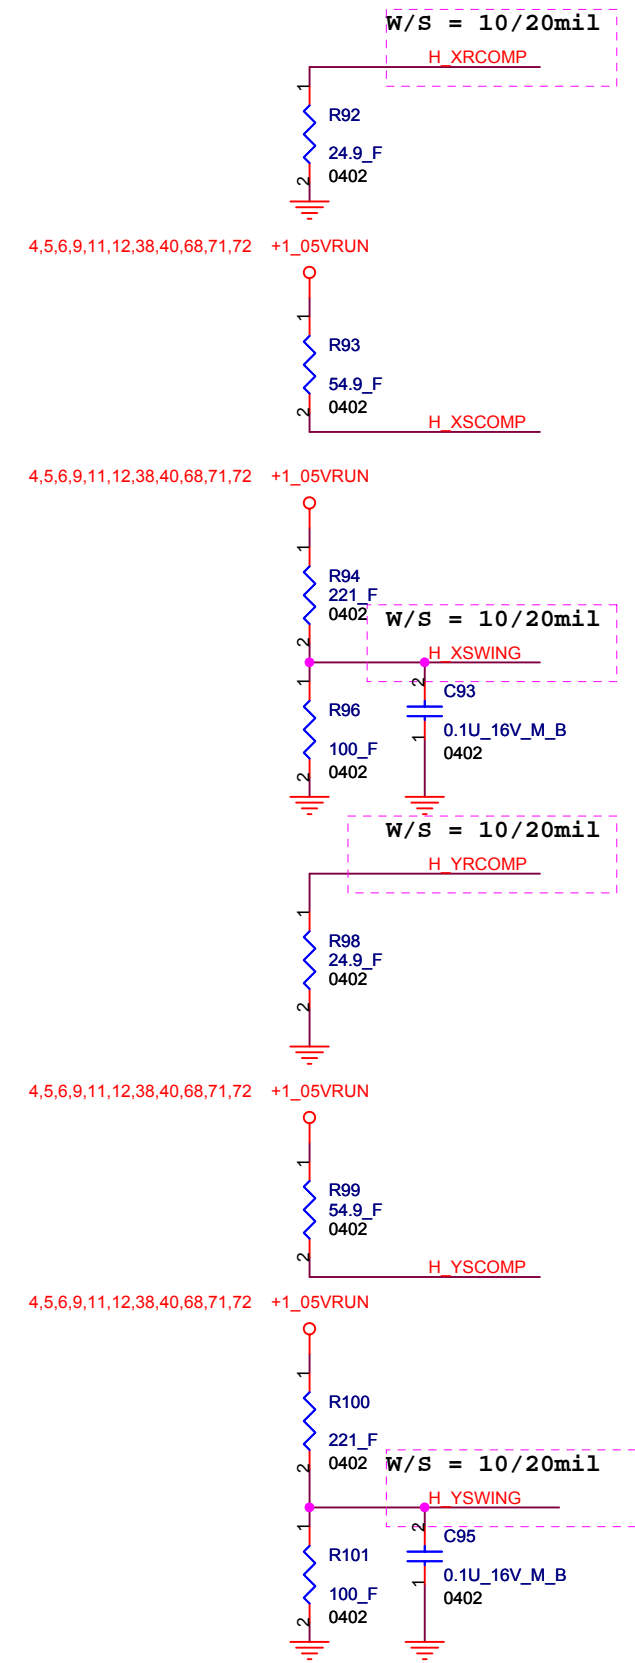 W/S = 10/20mil
H_XRCOMP
1
R92
24.9_F
2
0402
4,5,6,9,11,12,38,40,68,71,72 +1_05VRUN
1
R93
54.9_F
2
0402
H_XSCOMP
4,5,6,9,11,12,38,40,68,71,72 +1_05VRUN
1
R94
221_F
0402
2
W/S = 10/20mil
H_XSWING
1
R96
100_F
2
0402
2
C93
0.1U_16V_M_B
1
0402
W/S = 10/20mil
H_YRCOMP
1
R98
24.9_F
0402
2
4,5,6,9,11,12,38,40,68,71,72 +1_05VRUN
1
R99
54.9_F
0402
2
H_YSCOMP
4,5,6,9,11,12,38,40,68,71,72 +1_05VRUN
1
R100
221_F
2
0402
W/S = 10/20mil
H_YSWING
1
R101
100_F
2
0402
2
C95
0.1U_16V_M_B
1
0402